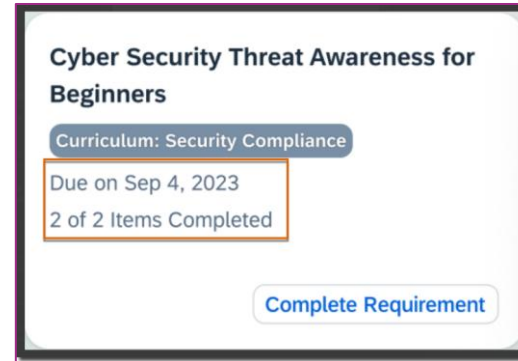 Cyber Security Threat Awareness for
Beginners
Curriculum: Security Compliance
Due on Sep 4, 2023
2 of 2 Items Completed
Complete Requirement